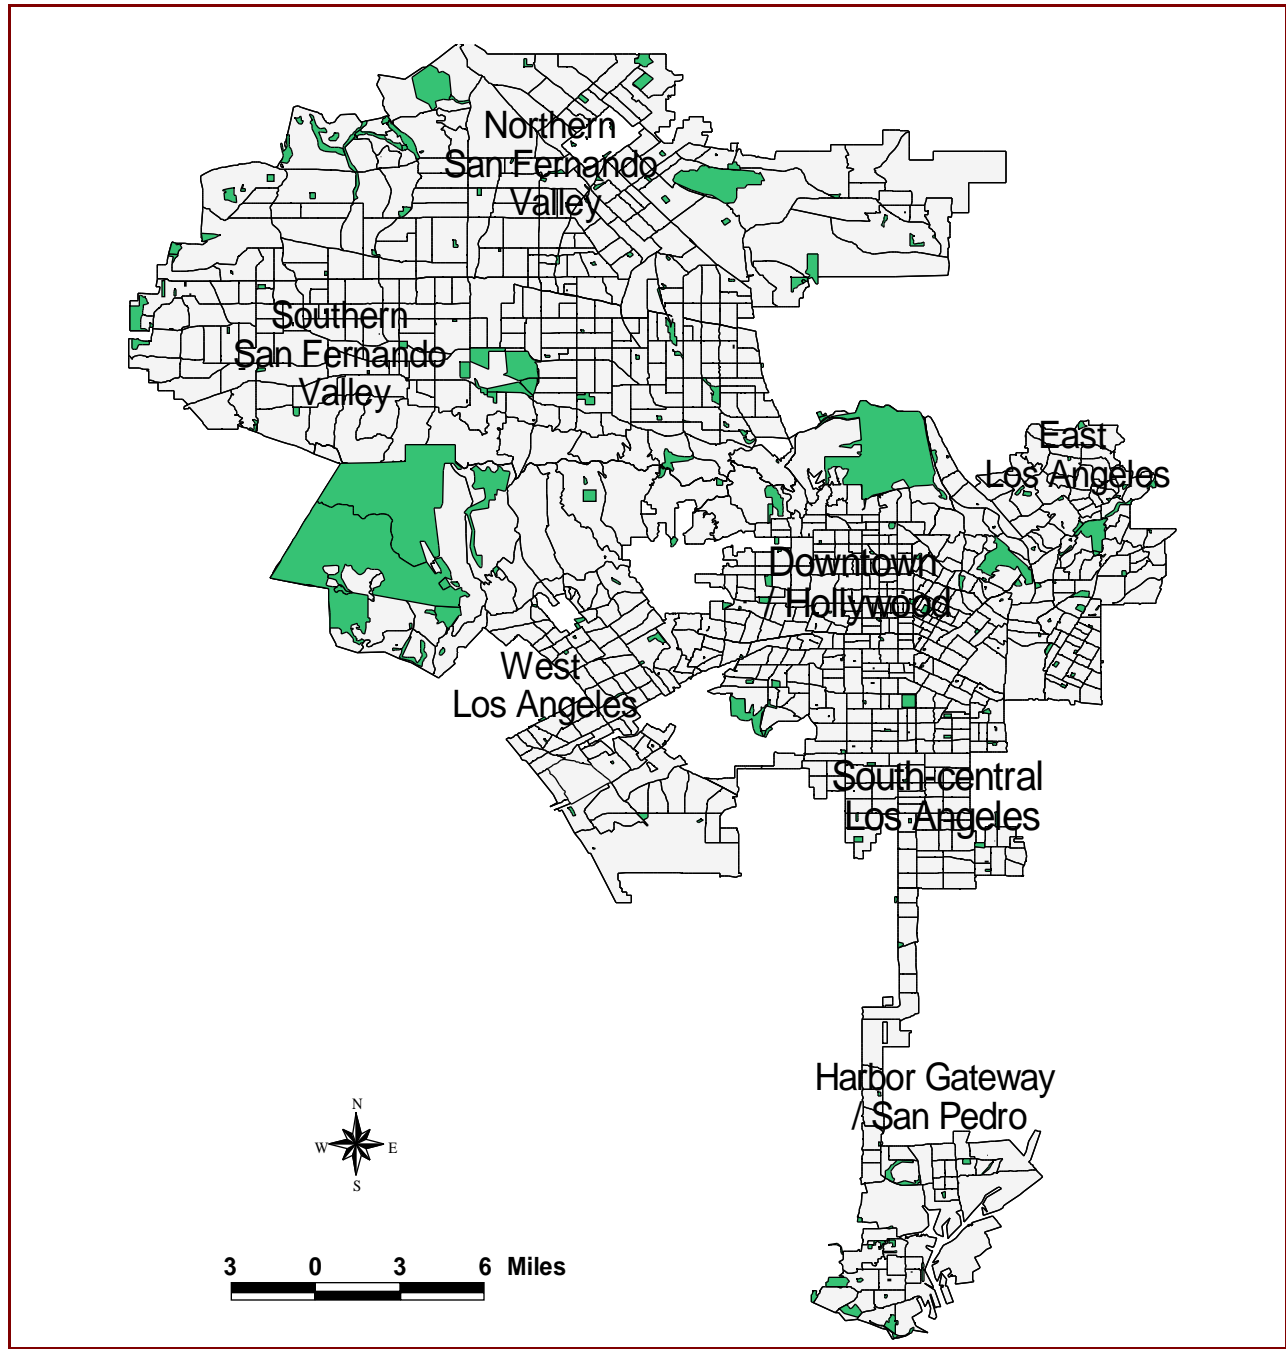 Northern
San Fernando
Valley
Southern
San Fernando
Valley
East
Los Angeles
Downtown
/ Hollywood
West
Los Angeles
South-central
Los Angeles
Harbor Gateway
/ San Pedro
N
W E
S
3 0 3 6 Miles